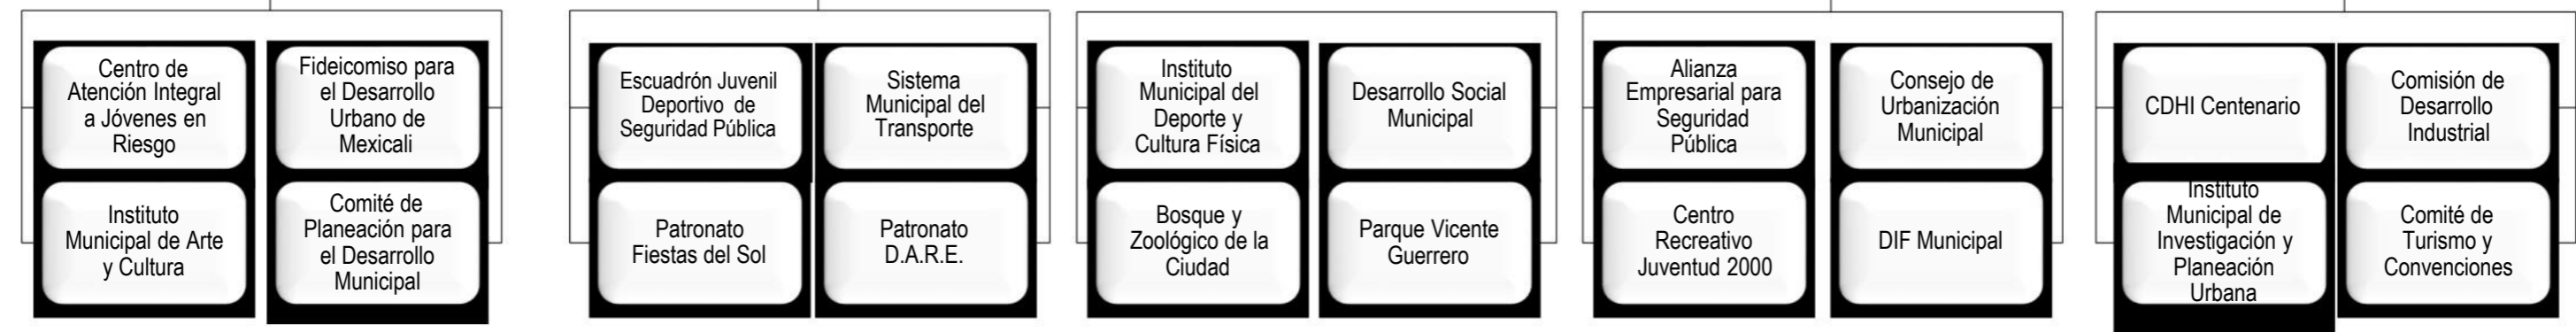 Centro de
Atención Integral
a Jóvenes en
Riesgo
Fideicomiso para
el Desarrollo
Urbano de
Mexicali
Escuadrón Juvenil
Deportivo de
Seguridad Pública
Sistema
Municipal del
Transporte
Instituto
Municipal del
Deporte y
Cultura Física
Desarrollo Social
Municipal
Alianza
Empresarial para
Seguridad
Pública
Consejo de
Urbanización
Municipal
CDHI Centenario
Comisión de
Desarrollo
Industrial
Instituto
Municipal de Arte
y Cultura
Comité de
Planeación para
el Desarrollo
Municipal
Patronato
Fiestas del Sol
Patronato
D.A.R.E.
Bosque y
Zoológico de la
Ciudad
Parque Vicente
Guerrero
Centro
Recreativo
Juventud 2000
DIF Municipal
Instituto
Municipal de
Investigación y
Planeación
Urbana
Comité de
Turismo y
Convenciones